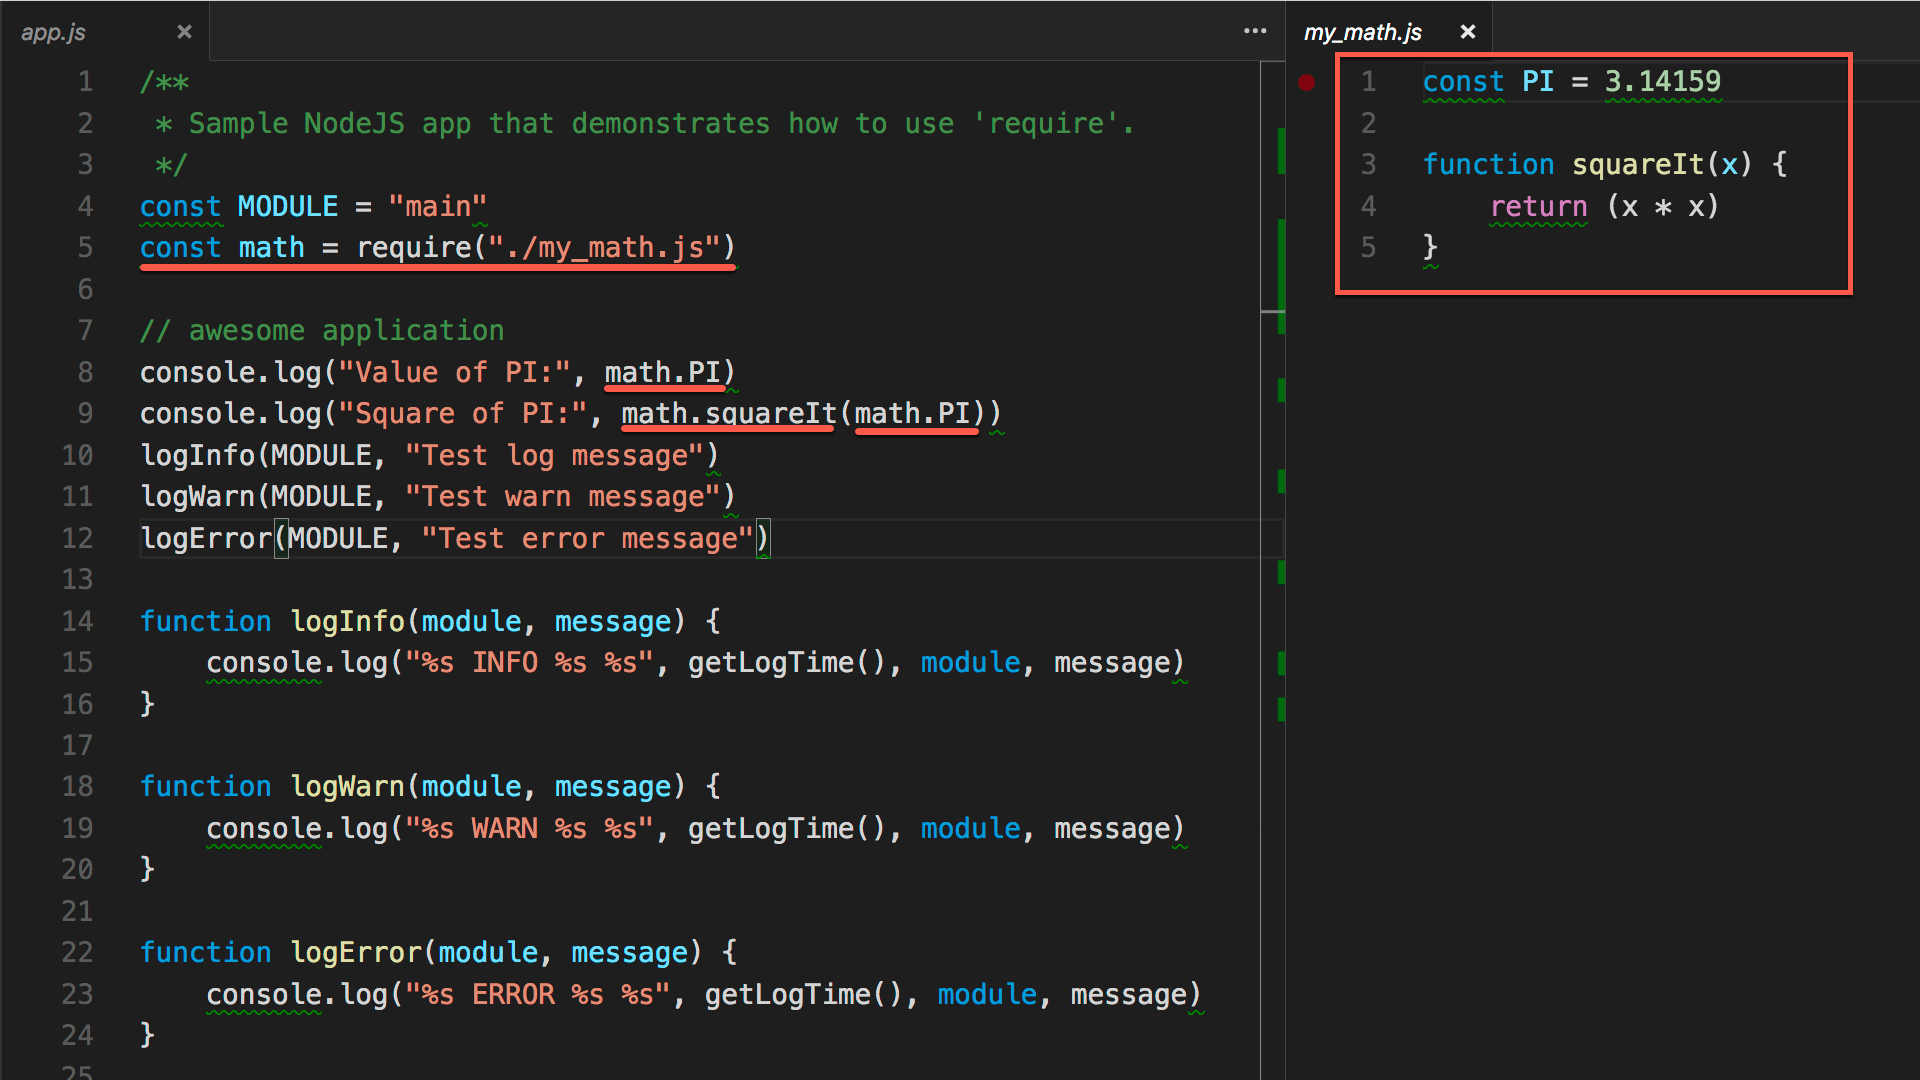 app.js
1 /**
2  * Sample NodeJS app that demonstrates how to use 'require'.
3  */
4 const MODULE = "main"
5 const math = require("./my_math.js")
6
7 // awesome application
8 console.log("Value of PI:", math.PI)
9 console.log("Square of PI:", math.squareIt(math.PI))
10 logInfo(MODULE, "Test log message")
11 logWarn(MODULE, "Test warn message")
12 logError(MODULE, "Test error message")
13
14 function logInfo(module, message) {
15     console.log("%s INFO %s %s", getLogTime(), module, message)
16 }
17
18 function logWarn(module, message) {
19     console.log("%s WARN %s %s", getLogTime(), module, message)
20 }
21
22 function logError(module, message) {
23     console.log("%s ERROR %s %s", getLogTime(), module, message)
24 }
25
my_math.js
1 const PI = 3.14159
2
3 function squareIt(x) {
4     return (x * x)
5 }